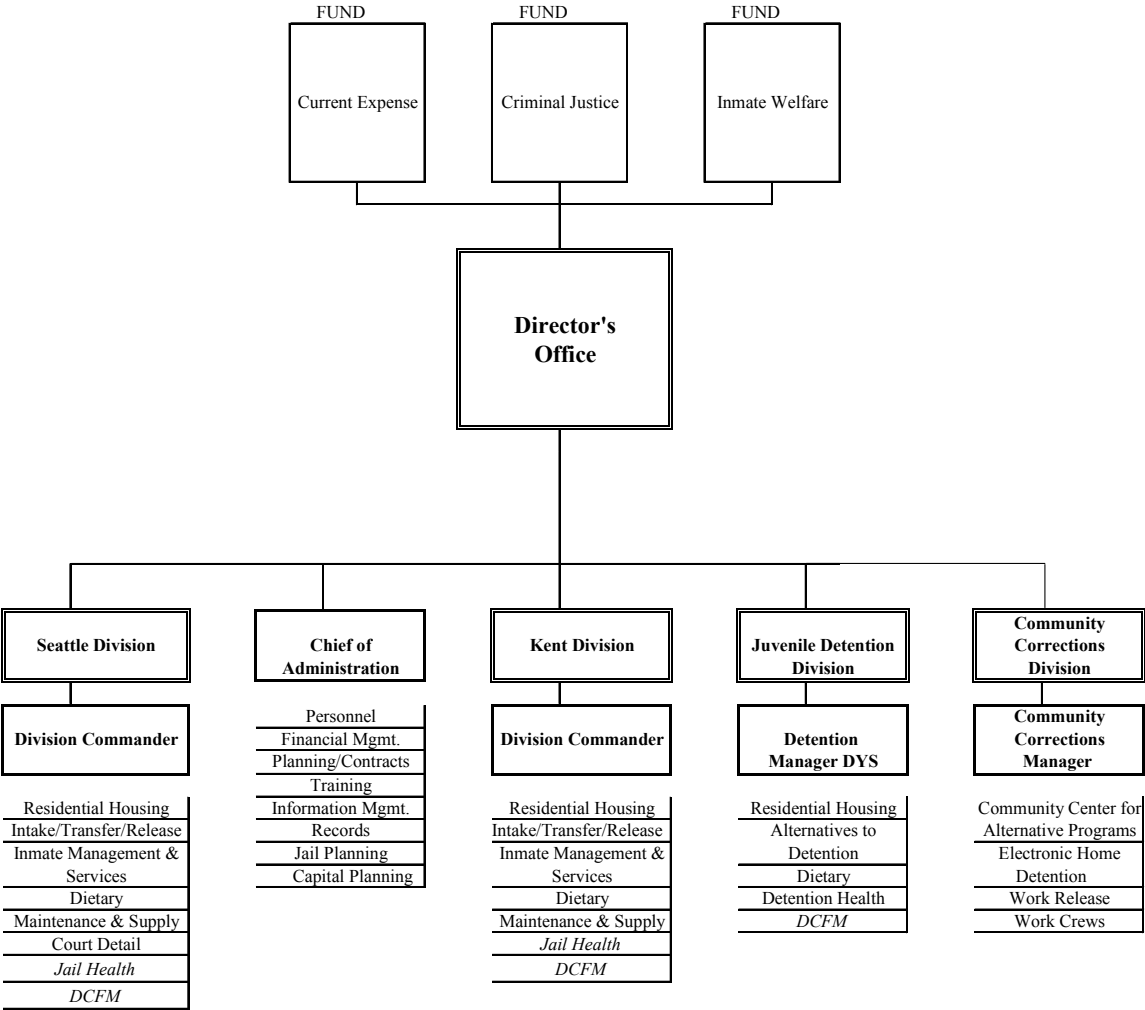 FUND
FUND
FUND
Current Expense
Criminal Justice
Inmate Welfare
Director's
Office
Seattle Division
Chief of
Administration
Kent Division
Juvenile Detention
Division
Community
Corrections
Division
Division Commander
Personnel
Financial Mgmt.
Planning/Contracts
Training
Information Mgmt.
Records
Jail Planning
Capital Planning
Division Commander
Detention
Manager DYS
Community
Corrections
Manager
Residential Housing
Intake/Transfer/Release
Inmate Management &
Services
Dietary
Maintenance & Supply
Court Detail
Jail Health
DCFM
Residential Housing
Intake/Transfer/Release
Inmate Management &
Services
Dietary
Maintenance & Supply
Jail Health
DCFM
Residential Housing
Alternatives to
Detention
Dietary
Detention Health
DCFM
Community Center for
Alternative Programs
Electronic Home
Detention
Work Release
Work Crews